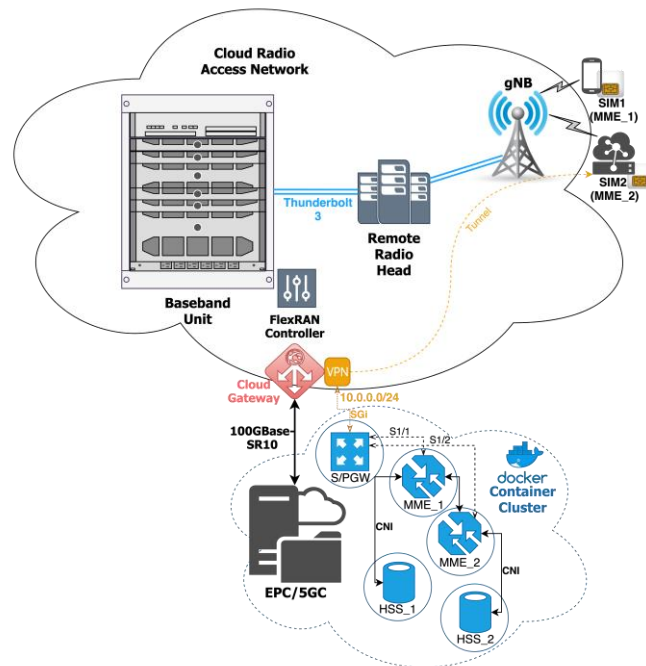 Cloud Radio
Access Network
gNB
SIM1
(MME_1)
SIM2
(MME_2)
Thunderbolt
3
Tunnel
Remote
Radio
Head
Baseband
Unit
FlexRAN
Controller
Cloud
Gateway
VPN
10.0.0.0/24
SGi
100GBase-
SR10
S1/1
S1/2
S/PGW
docker
Container
Cluster
MME_1
CNI
MME_2
CNI
EPC/5GC
HSS_1
HSS_2